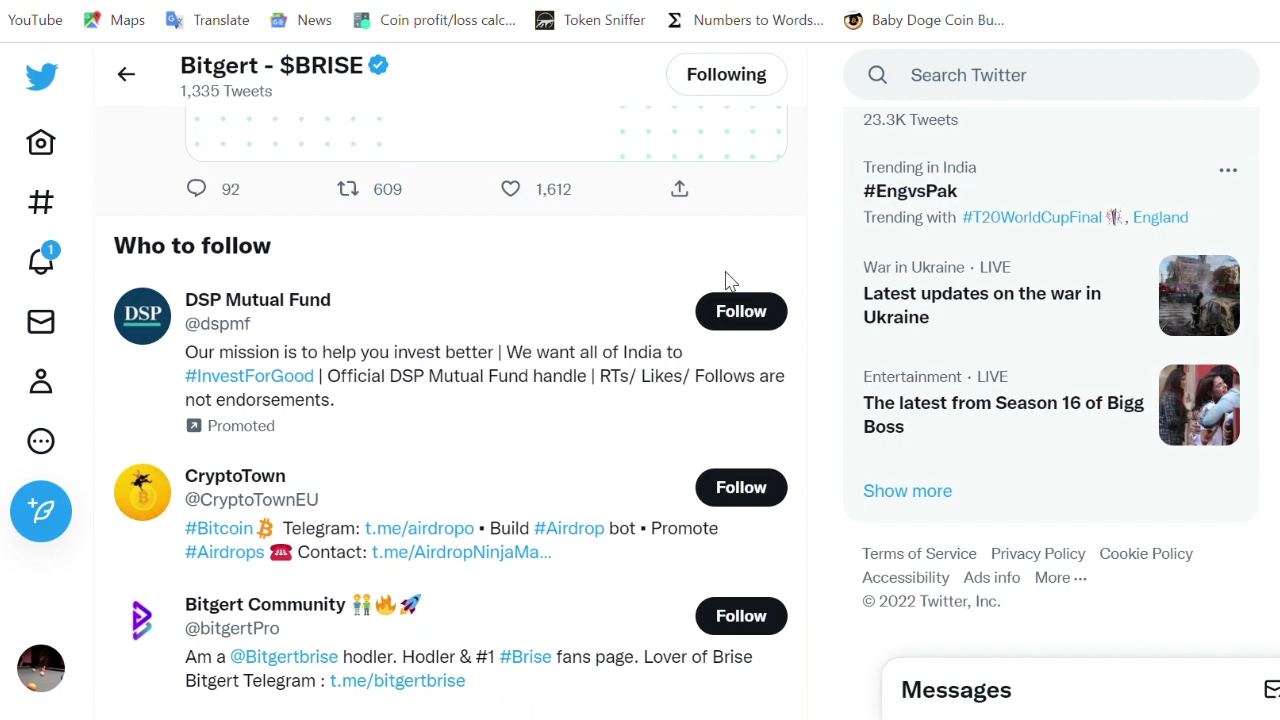 YouTube Maps Translate News Coin profit/loss calc... Token Sniffer Numbers to Words... Baby Doge Coin Bu...
Bitgert - $BRISE
1,335 Tweets
Following
Search Twitter
92 609 1,612
Who to follow
DSP Mutual Fund
@dspmf
Follow
DSP
Our mission is to help you invest better | We want all of India to
#InvestForGood | Official DSP Mutual Fund handle | RTs/ Likes/ Follows are
not endorsements.
Promoted
CryptoTown
@CryptoTownEU
Follow
#Bitcoin Telegram: t.me/airdropo ▪ Build #Airdrop bot ▪ Promote
#Airdrops ☎️ Contact: t.me/AirdropNinjaMa...
Bitgert Community 👬🔥🚀
@bitgertPro
Follow
Am a @Bitgertbrise hodler. Hodler & #1 #Brise fans page. Lover of Brise
Bitgert Telegram : t.me/bitgertbrise
1
23.3K Tweets
Trending in India
#EngvsPak
Trending with #T20WorldCupFinal, England
War in Ukraine · LIVE
Latest updates on the war in
Ukraine
Entertainment · LIVE
The latest from Season 16 of Bigg
Boss
Show more
Terms of Service Privacy Policy Cookie Policy
Accessibility Ads info More ···
© 2022 Twitter, Inc.
Messages